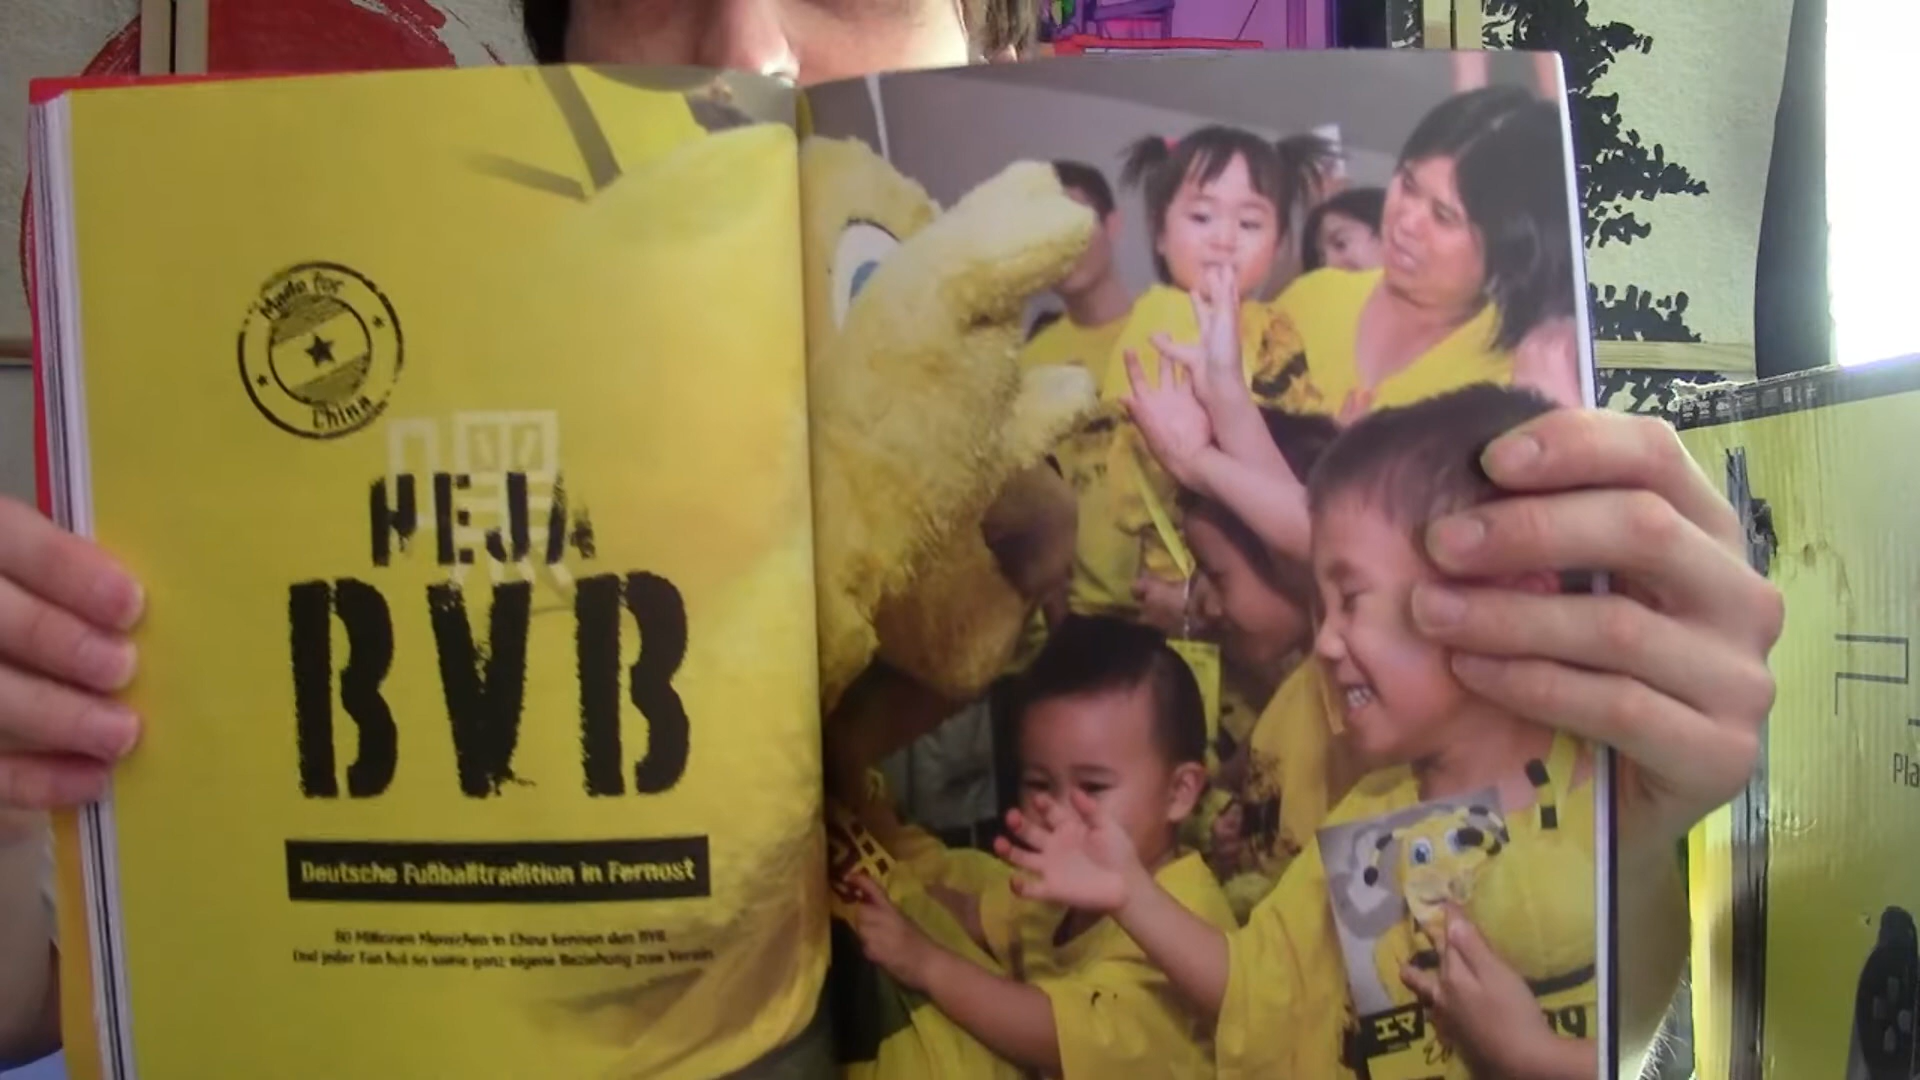 Made for
China
HEJA
BVB
Deutsche Fußballtradition in Fernost
80 Millionen Menschen in China kennen den BVB.
Und jeder Fan hat so seine ganz eigene Beziehung zum Verein